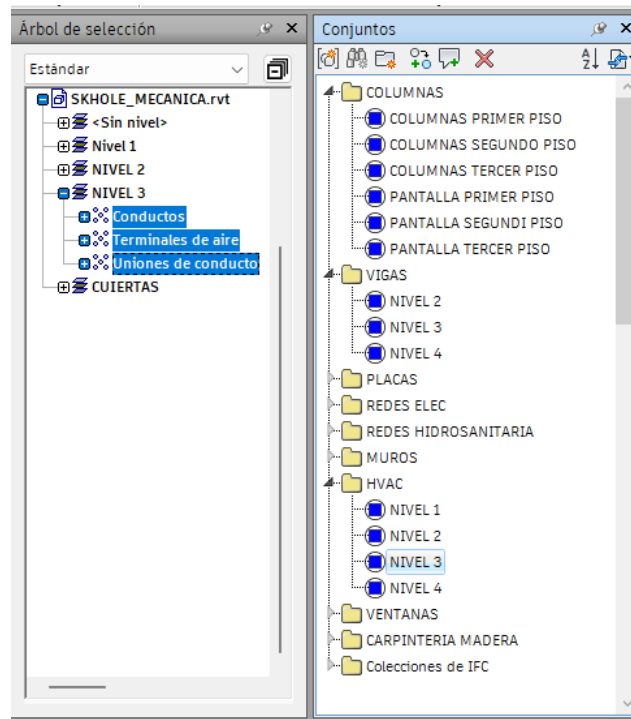 Árbol de selección
Estándar
SKHOLE_MECANICA.rvt
<Sin nivel>
Nivel 1
NIVEL 2
NIVEL 3
Conductos
Terminales de aire
Uniones de conducto
CUIERTAS
Conjuntos
COLUMNAS
COLUMNAS PRIMER PISO
COLUMNAS SEGUNDO PISO
COLUMNAS TERCER PISO
PANTALLA PRIMER PISO
PANTALLA SEGUNDI PISO
PANTALLA TERCER PISO
VIGAS
NIVEL 2
NIVEL 3
NIVEL 4
PLACAS
REDES ELEC
REDES HIDROSANITARIA
MUROS
HVAC
NIVEL 1
NIVEL 2
NIVEL 3
NIVEL 4
VENTANAS
CARPINTERIA MADERA
Colecciones de IFC